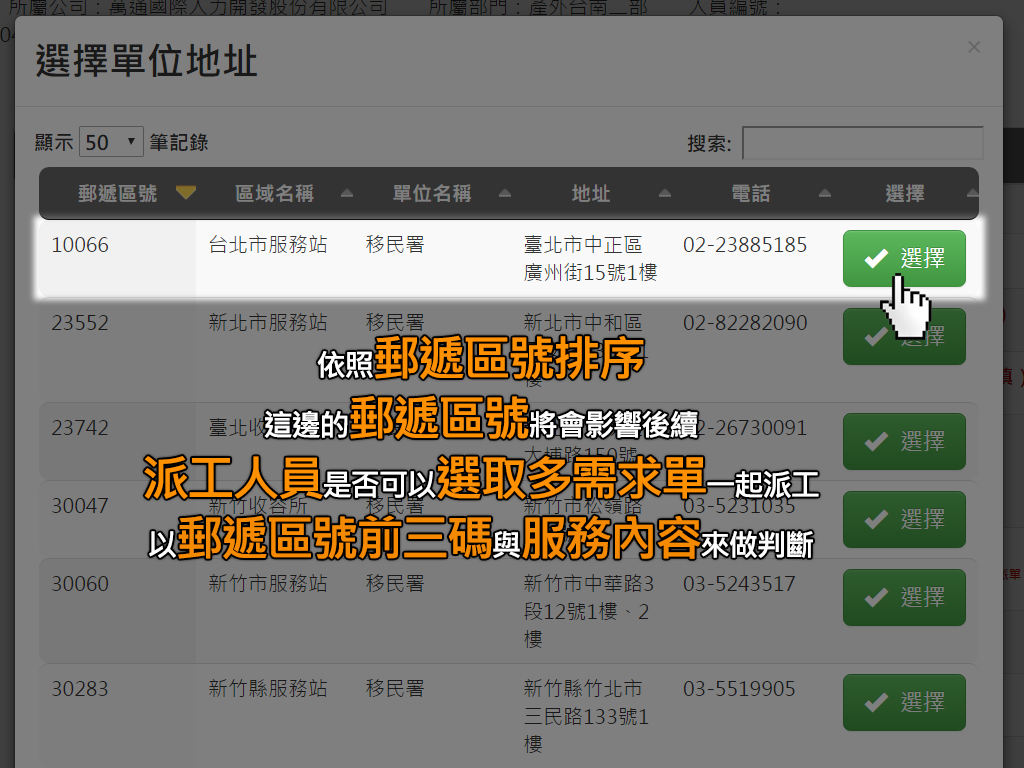 所屬公司：萬通國際人力開發股份有限公司 所屬部門：產外台南二部 人員編號：
選擇單位地址 ×
顯示 50 筆記錄 搜索:
郵遞區號 區域名稱 單位名稱 地址 電話 選擇
10066 台北市服務站 移民署 臺北市中正區 02-23885185 選擇
廣州街15號1樓
23552 新北市服務站 移民署 新北市中和區 02-82282090 選擇
樓
依照郵遞區號排序
23742 臺北收 26730091 選擇
大埔路150號
這邊的郵遞區號將會影響後續
派工人員是否可以選取多需求單一起派工
30047 新竹收容所 移民署 新竹市松嶺路 03-5231035 選擇
以郵遞區號前三碼與服務內容來做判斷
30060 新竹市服務站 移民署 新竹市中華路3 03-5243517 選擇
段12號1樓、2
樓
30283 新竹縣服務站 移民署 新竹縣竹北市 03-5519905 選擇
三民路133號1
樓